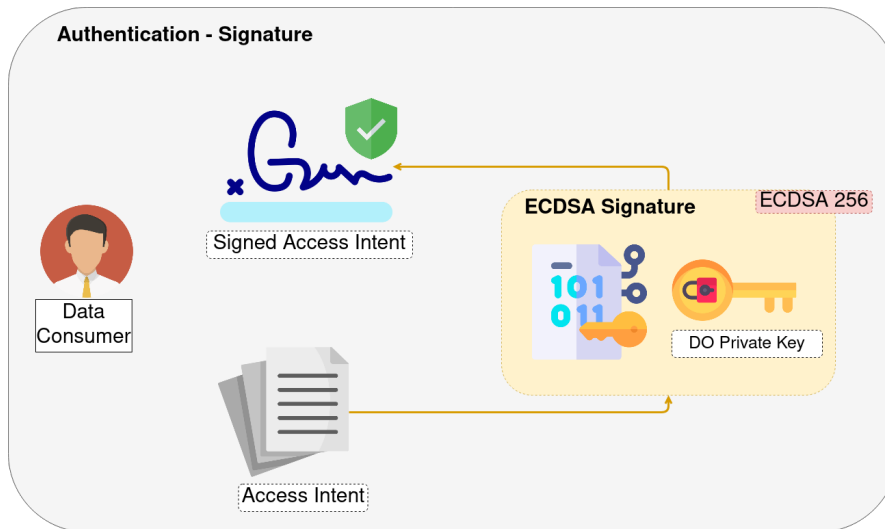 Authentication - Signature
Signed Access Intent
Data
Consumer
Access Intent
ECDSA Signature
ECDSA 256
101
011
DO Private Key